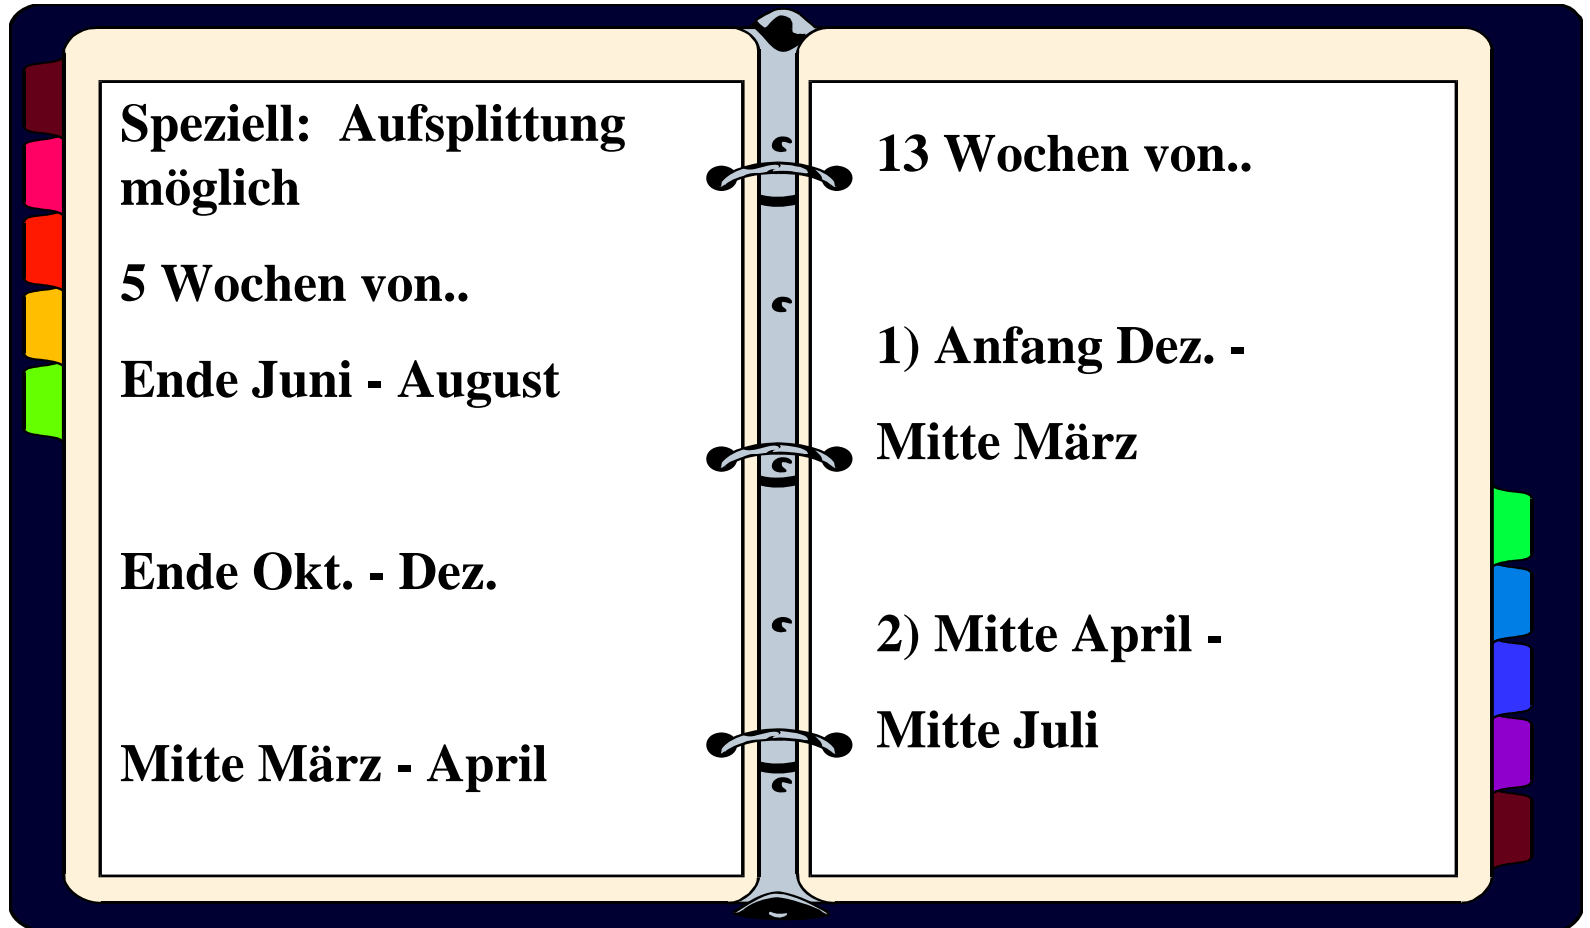 Speziell:  Aufsplittung
möglich
5 Wochen von..
Ende Juni - August
Ende Okt. - Dez.
Mitte März - April
13 Wochen von..
1) Anfang Dez. -
Mitte März
2) Mitte April -
Mitte Juli